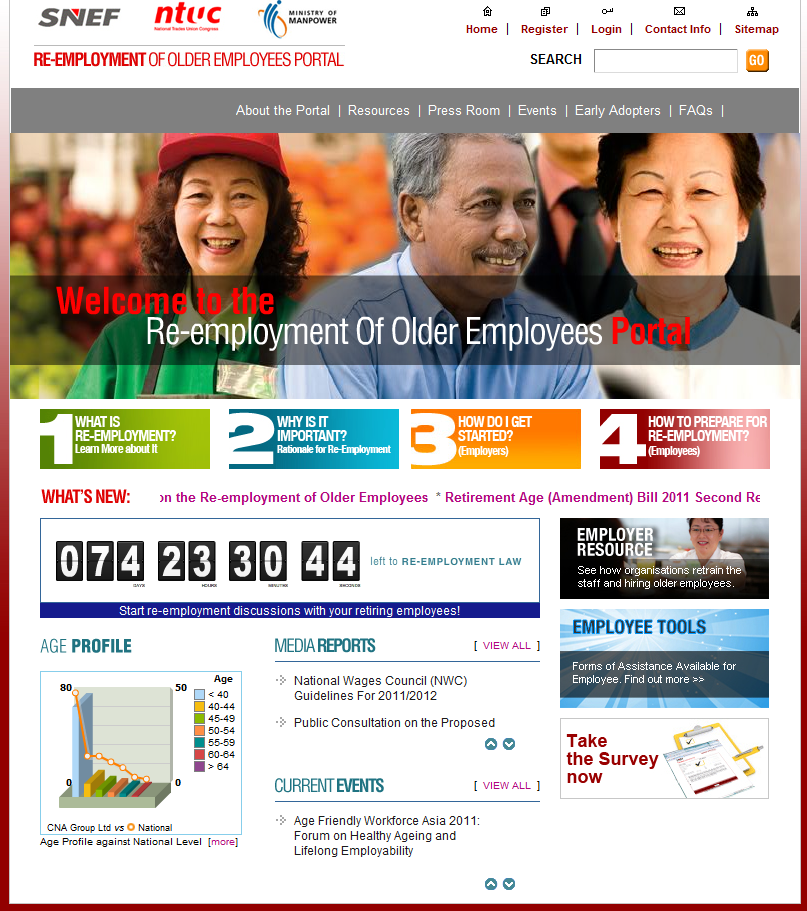 SNEF
ntuc
National Trades Union Congress
MINISTRY OF
MANPOWER
Home | Register | Login | Contact Info | Sitemap
RE-EMPLOYMENT OF OLDER EMPLOYEES PORTAL
SEARCH GO
About the Portal | Resources | Press Room | Events | Early Adopters | FAQs |
Welcome to the
Re-employment Of Older Employees Portal
1 WHAT IS
RE-EMPLOYMENT?
Learn More about It
2 WHY IS IT
IMPORTANT?
Rationale for Re-Employment
3 HOW DO I GET
STARTED?
(Employers)
4 HOW TO PREPARE FOR
RE-EMPLOYMENT?
(Employees)
WHAT'S NEW: on the Re-employment of Older Employees * Retirement Age (Amendment) Bill 2011 Second Re
074 23 30 44 left to RE-EMPLOYMENT LAW
DAYS HOURS MINUTES SECONDS
Start re-employment discussions with your retiring employees!
EMPLOYER
RESOURCE
See how organisations retrain the
staff and hiring older employees.
EMPLOYEE TOOLS
Forms of Assistance Available for
Employee. Find out more >>
Take
the Survey
now
AGE PROFILE
80 50
0 0
Age
< 40
40-44
45-49
50-54
55-59
60-64
> 64
CNA Group Ltd vs National
Age Profile against National Level [more]
MEDIA REPORTS [ VIEW ALL ]
National Wages Council (NWC)
Guidelines For 2011/2012
Public Consultation on the Proposed
CURRENT EVENTS [ VIEW ALL ]
Age Friendly Workforce Asia 2011:
Forum on Healthy Ageing and
Lifelong Employability